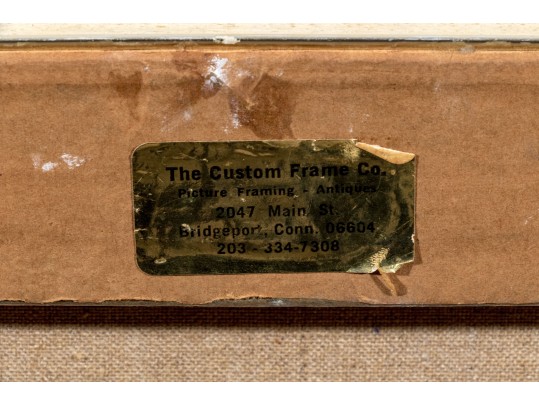 The Custom Frame Co.
Picture Framing - Antiques
2047 Main St.
Bridgeport, Conn. 06604
203 - 334-7308